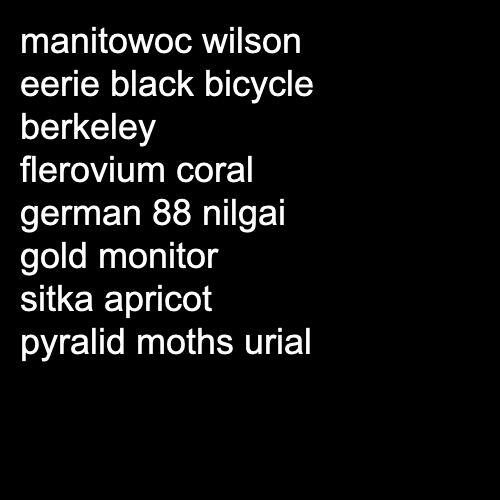 manitowoc wilson
eerie black bicycle
berkeley
flerovium coral
german 88 nilgai
gold monitor
sitka apricot
pyralid moths urial